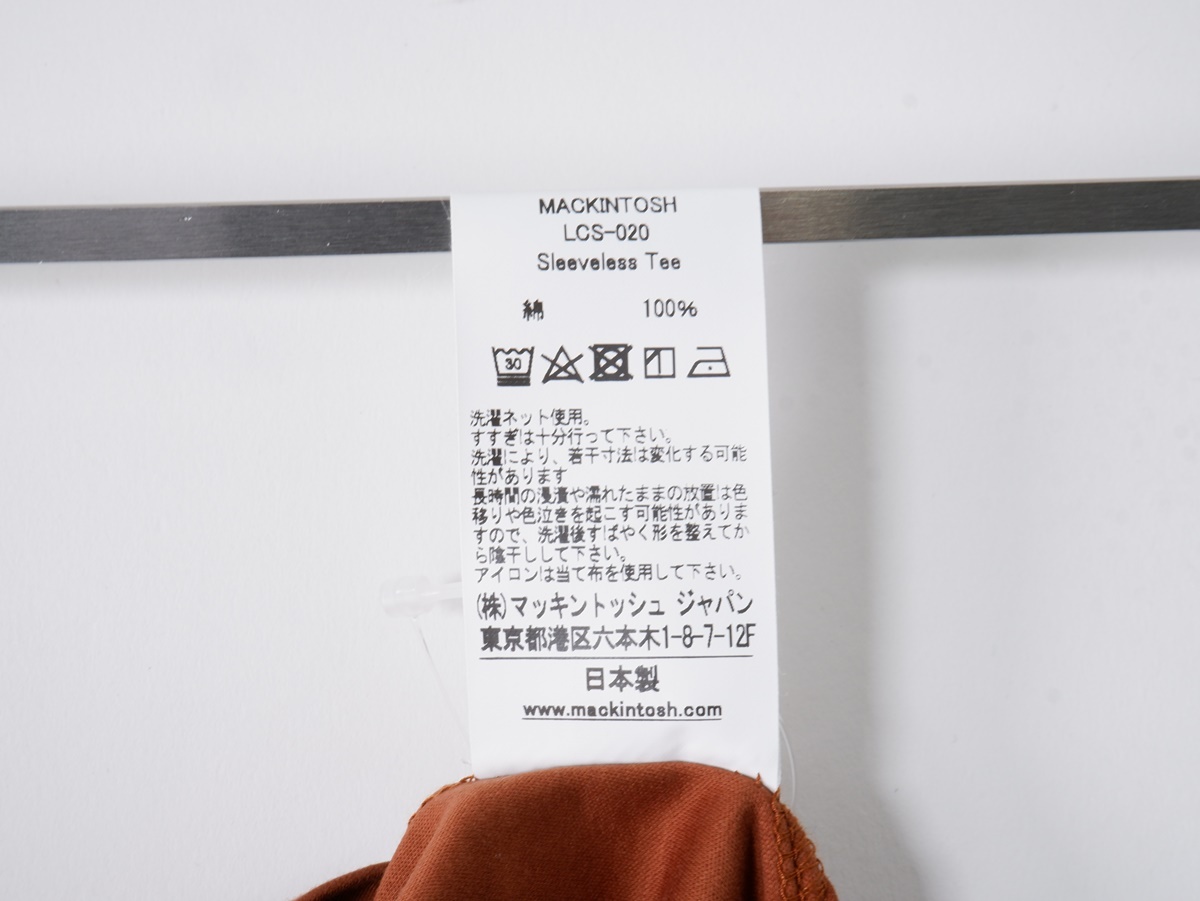 MACKINTOSH
LCS-020
Sleeveless Tee
綿 100%
30
洗濯ネット使用。
すすぎは十分行って下さい。
洗濯により、若干寸法は変化する可能
性があります
長時間の浸漬や濡れたままの放置は色
移りや色泣きを起こす可能性がありま
すので、洗濯後すばやく形を整えてか
ら陰干しして下さい。
アイロンは当て布を使用して下さい。
(株)マッキントッシュ ジャパン
東京都港区六本木1-8-7-12F
日本製
www.mackintosh.com